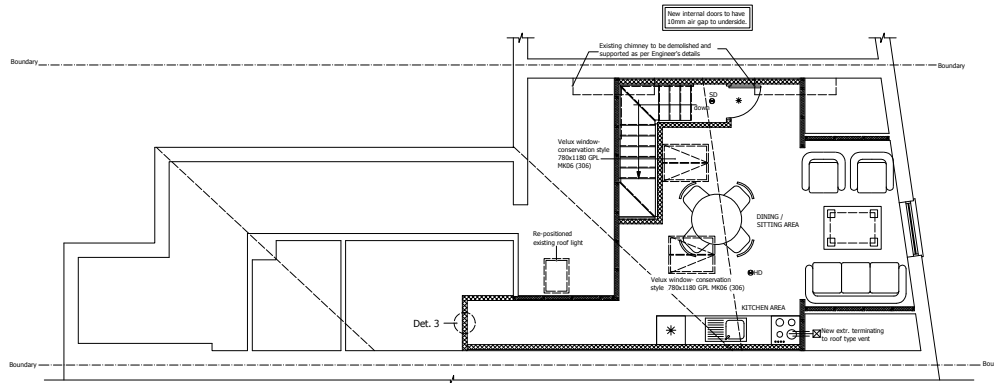 New internal doors to have
10mm air gap to underside.
Existing chimney to be demolished and
supported as per Engineer's details
Boundary
Boundary
SD
down
Velux window-
conservation style
780x1180 GPL
MK06 (306)
DINING /
SITTING AREA
Re-positioned
existing roof light
HD
Velux window- conservation
style 780x1180 GPL MK06 (306)
KITCHEN AREA
Det. 3
New extr. terminating
to roof type vent
Boundary
Bou